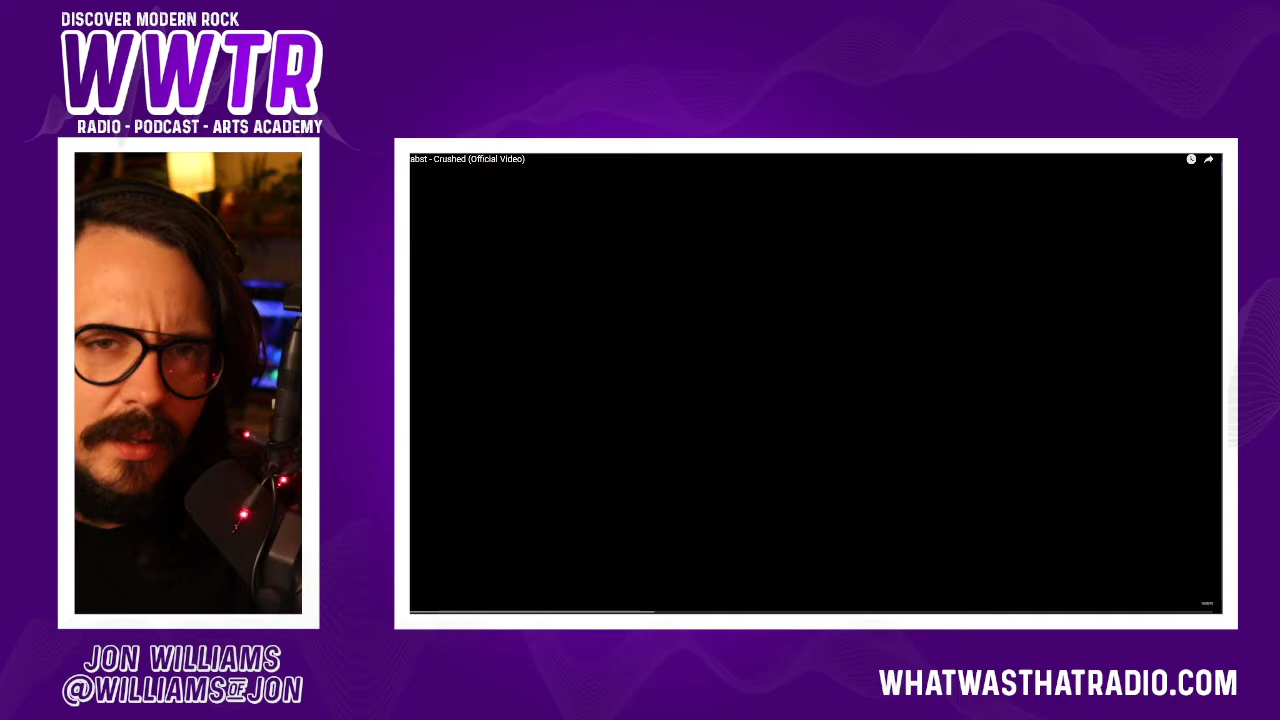 DISCOVER MODERN ROCK
WWTR
RADIO - PODCAST - ARTS ACADEMY
abst - Crushed (Official Video)
JON WILLIAMS
@WILLIAMSOFJON
WHATWASTHATRADIO.COM